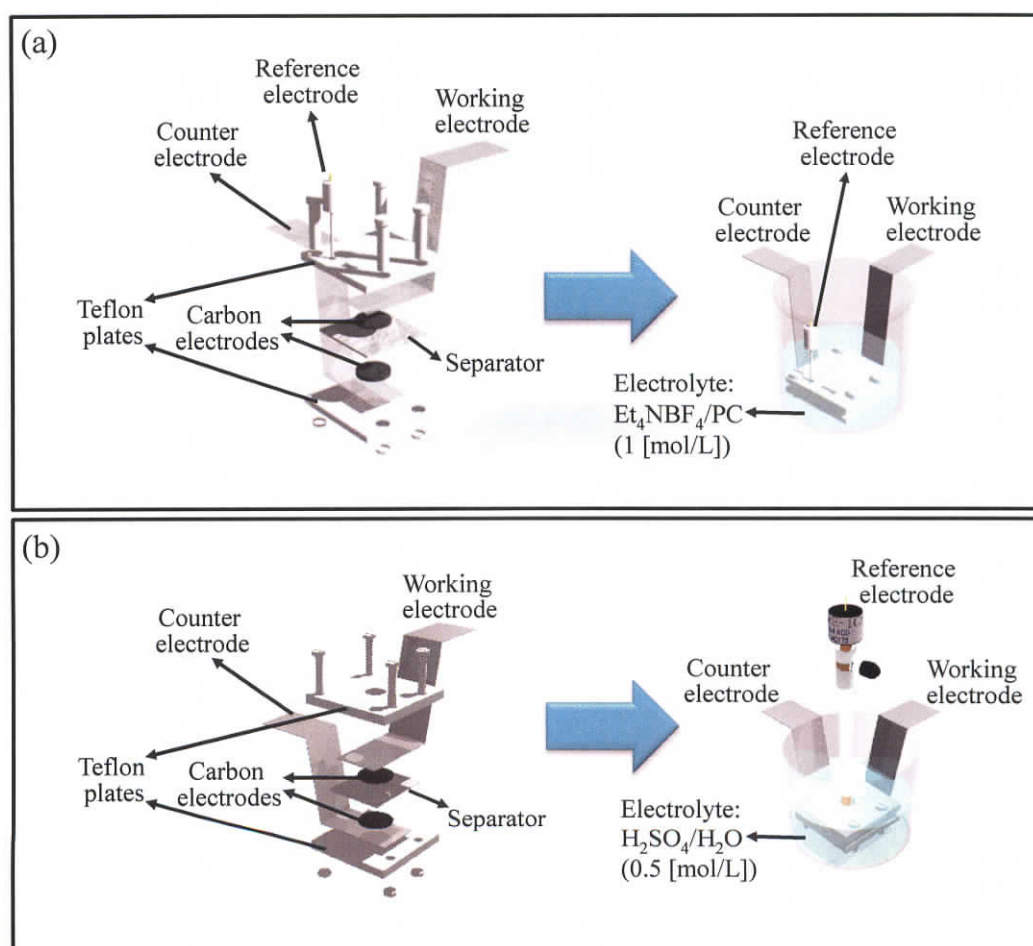 (a)
Reference
electrode
Working
electrode
Counter
electrode
Teflon
plates
Carbon
electrodes
Separator
Reference
electrode
Counter
electrode
Working
electrode
Electrolyte:
Et₄NBF₄/PC
(1 [mol/L])
(b)
Working
electrode
Counter
electrode
Teflon
plates
Carbon
electrodes
Separator
Reference
electrode
Counter
electrode
Working
electrode
Electrolyte:
H₂SO₄/H₂O
(0.5 [mol/L])